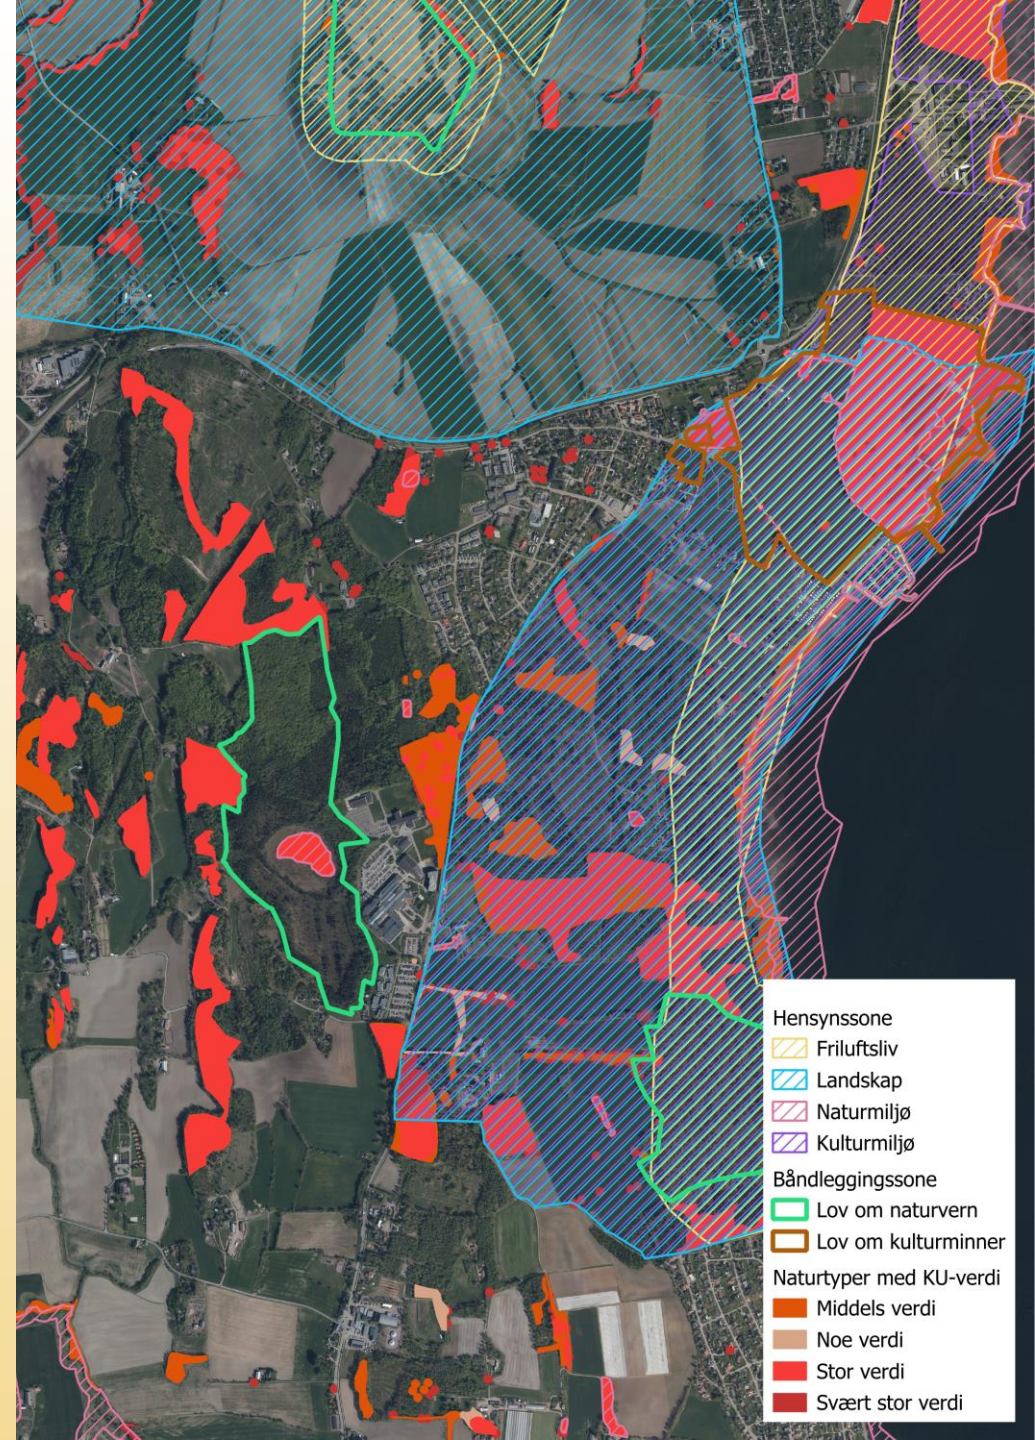 Hensynssone
Friluftsliv
Landskap
Naturmiljø
Kulturmiljø
Båndleggingssone
Lov om naturvern
Lov om kulturminner
Naturtyper med KU-verdi
Middels verdi
Noe verdi
Stor verdi
Svært stor verdi